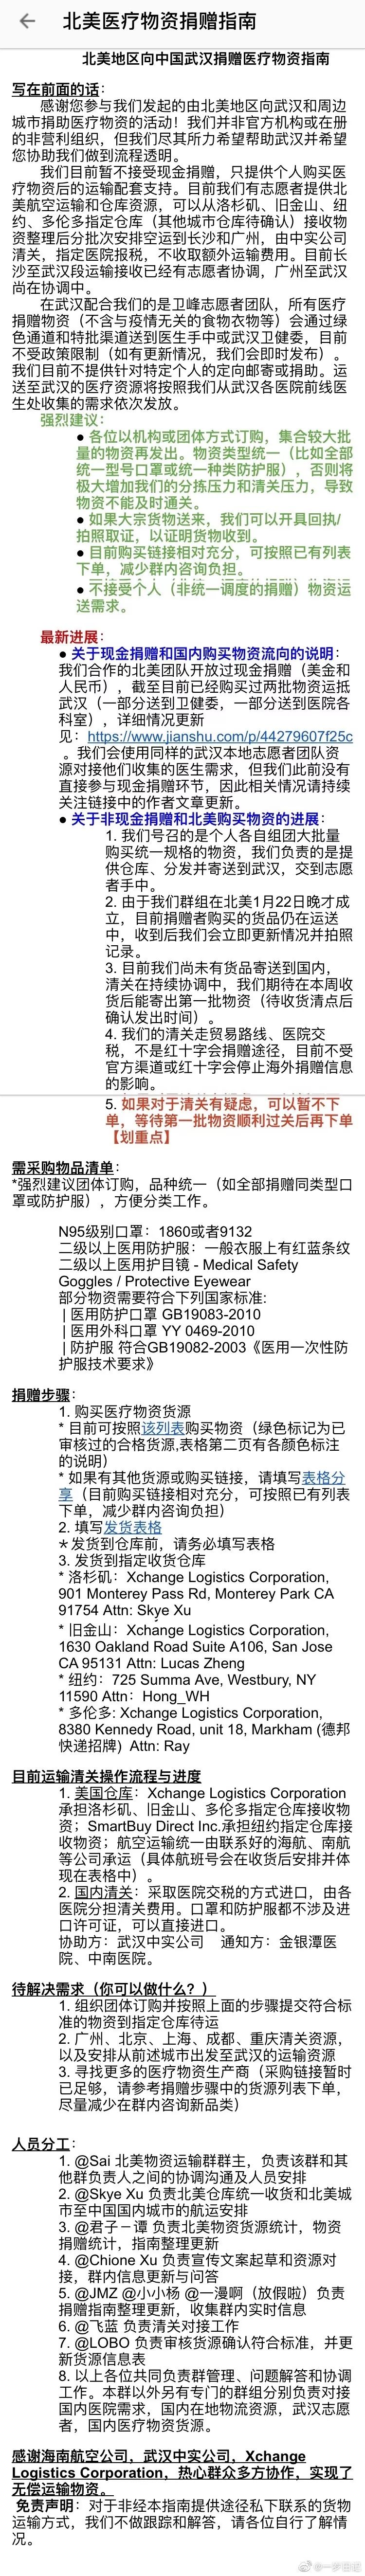 北美医疗物资捐赠指南
北美地区向中国武汉捐赠医疗物资指南
写在前面的话:
感谢您参与我们发起的由北美地区向武汉和周边
城市捐助医疗物资的活动！我们并非官方机构或在册
的非营利组织，但我们尽其所力希望帮助武汉并希望
您协助我们做到流程透明。
我们目前暂不接受现金捐赠，只提供个人购买医
疗物资后的运输配套支持。目前我们有志愿者提供北
美航空运输和仓库资源，可以从洛杉矶、旧金山、纽
约、多伦多指定仓库（其他城市仓库待确认）接收物
资整理后分批次安排空运到长沙和广州，由中实公司
清关，指定医院报税，不收取额外运输费用。目前长
沙至武汉段运输接收已经有志愿者协调，广州至武汉
尚在协调中。
在武汉配合我们的是卫峰志愿者团队，所有医疗
捐赠物资（不含与疫情无关的食物衣物等）会通过绿
色通道和特批渠道送到医生手中或武汉卫健委，目前
不受政策限制（如有更新情况，我们会即时发布）。
我们目前不提供针对特定个人的定向邮寄或捐助。运
送至武汉的医疗资源将按照我们从武汉各医院前线医
生处收集的需求依次发放。
强烈建议:
● 各位以机构或团体方式订购，集合较大批
量的物资再发出。物资类型统一（比如全部
统一型号口罩或统一种类防护服），否则将
极大增加我们的分拣压力和清关压力，导致
物资不能及时通关。
● 如果大宗货物送来，我们可以开具回执/
拍照取证，以证明货物收到。
● 目前购买链接相对充分，可按照已有列表
下单，减少群内咨询负担。
● 不接受个人（非统一调度的捐赠）物资运
送需求。
最新进展:
● 关于现金捐赠和国内购买物资流向的说明:
我们合作的北美团队开放过现金捐赠（美金和
人民币），截至目前已经购买过两批物资运抵
武汉（一部分送到卫健委，一部分送到医院各
科室），详细情况更新
见：https://www.jianshu.com/p/44279607f25c
。我们会使用同样的武汉本地志愿者团队资
源对接他们收集的医生需求，但我们此前没有
直接参与现金捐赠环节，因此相关情况请持续
关注链接中的作者文章更新。
● 关于非现金捐赠和北美购买物资的进展:
1. 我们号召的是个人各自组团大批量
购买统一规格的物资，我们负责的是提
供仓库、分发并寄送到武汉，交到志愿
者手中。
2. 由于我们群组在北美1月22日晚才成
立，目前捐赠者购买的货品仍在运送
中，收到后我们会立即更新情况并拍照
记录。
3. 目前我们尚未有货品寄送到国内，
清关在持续协调中，我们期待在本周收
货后能寄出第一批物资（待收货清点后
确认发出时间）。
4. 我们的清关走贸易路线、医院交
税，不是红十字会捐赠途径，目前不受
官方渠道或红十字会停止海外捐赠信息
的影响。
5. 如果对于清关有疑虑，可以暂不下
单，等待第一批物资顺利过关后再下单
【划重点】
需采购物品清单:
*强烈建议团体订购，品种统一（如全部捐赠同类型口
罩或防护服），方便分类工作。
N95级别口罩：1860或者9132
二级以上医用防护服：一般衣服上有红蓝条纹
二级以上医用护目镜 - Medical Safety
Goggles / Protective Eyewear
部分物资需要符合下列国家标准:
| 医用防护口罩 GB19083-2010
| 医用外科口罩 YY 0469-2010
| 防护服 符合GB19082-2003《医用一次性防
护服技术要求》
捐赠步骤:
1. 购买医疗物资货源
* 目前可按照该列表购买物资（绿色标记为已
审核过的合格货源,表格第二页有各颜色标注
的说明）
* 如果有其他货源或购买链接，请填写表格分
享（目前购买链接相对充分，可按照已有列表
下单，减少群内咨询负担）
2. 填写发货表格
＊发货到仓库前，请务必填写表格
3. 发货到指定收货仓库
* 洛杉矶：Xchange Logistics Corporation,
901 Monterey Pass Rd, Monterey Park CA
91754 Attn: Skye Xu
* 旧金山：Xchange Logistics Corporation,
1630 Oakland Road Suite A106, San Jose
CA 95131 Attn: Lucas Zheng
* 纽约：725 Summa Ave, Westbury, NY
11590 Attn：Hong_WH
* 多伦多: Xchange Logistics Corporation,
8380 Kennedy Road, unit 18, Markham (德邦
快递招牌) Attn: Ray
目前运输清关操作流程与进度
1. 美国仓库：Xchange Logistics Corporation
承担洛杉矶、旧金山、多伦多指定仓库接收物
资；SmartBuy Direct Inc.承担纽约指定仓库接
收物资；航空运输统一由联系好的海航、南航
等公司承运（具体航班号会在收货后安排并体
现在表格中）。
2. 国内清关：采取医院交税的方式进口，由各
医院分担清关费用。口罩和防护服都不涉及进
口许可证，可以直接进口。
协助方：武汉中实公司 通知方：金银潭医
院、中南医院。
待解决需求（你可以做什么？）
1. 组织团体订购并按照上面的步骤提交符合标
准的物资到指定仓库待运
2. 广州、北京、上海、成都、重庆清关资源，
以及安排从前述城市出发至武汉的运输资源
3. 寻找更多的医疗物资生产商（采购链接暂时
已足够，请参考捐赠步骤中的货源列表下单，
尽量减少在群内咨询新品类）
人员分工:
1. @Sai 北美物资运输群群主，负责该群和其
他群负责人之间的协调沟通及人员安排
2. @Skye Xu 负责北美仓库统一收货和北美城
市至中国国内城市的航运安排
3. @君子－谭 负责北美物资货源统计，物资
捐赠统计，指南整理更新
4. @Chione Xu 负责宣传文案起草和资源对
接，群内信息更新与问答
5. @JMZ @小小杨 @一漫啊（放假啦）负责
捐赠指南整理更新，收集群内实时信息
6. @飞蓝 负责清关对接工作
7. @LOBO 负责审核货源确认符合标准，并更
新货源信息表
8. 以上各位共同负责群管理、问题解答和协调
工作。本群以外另有专门的群组分别负责对接
国内医院需求，国内在地物流资源，武汉志愿
者，国内医疗物资货源。
感谢海南航空公司，武汉中实公司，Xchange
Logistics Corporation，热心群众多方协作，实现了
无偿运输物资。
免责声明：对于非经本指南提供途径私下联系的货物
运输方式，我们不做跟踪和解答，请各位自行了解情
况。